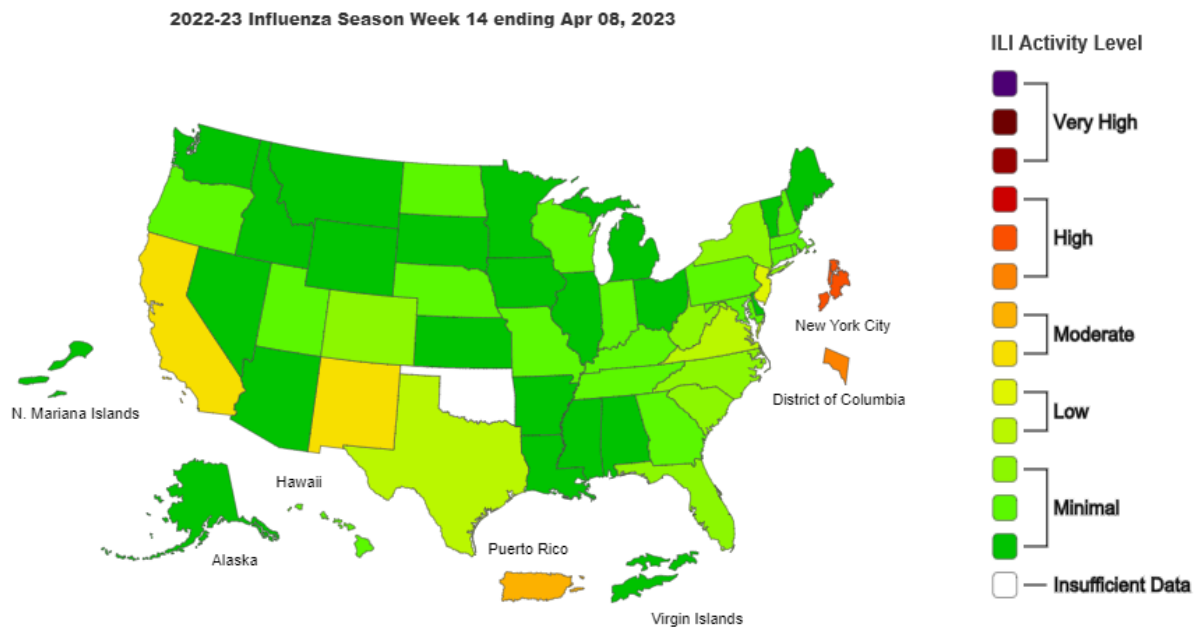 2022-23 Influenza Season Week 14 ending Apr 08, 2023
ILI Activity Level
Very High
High
Moderate
Low
Minimal
Insufficient Data
New York City
District of Columbia
N. Mariana Islands
Hawaii
Alaska
Puerto Rico
Virgin Islands